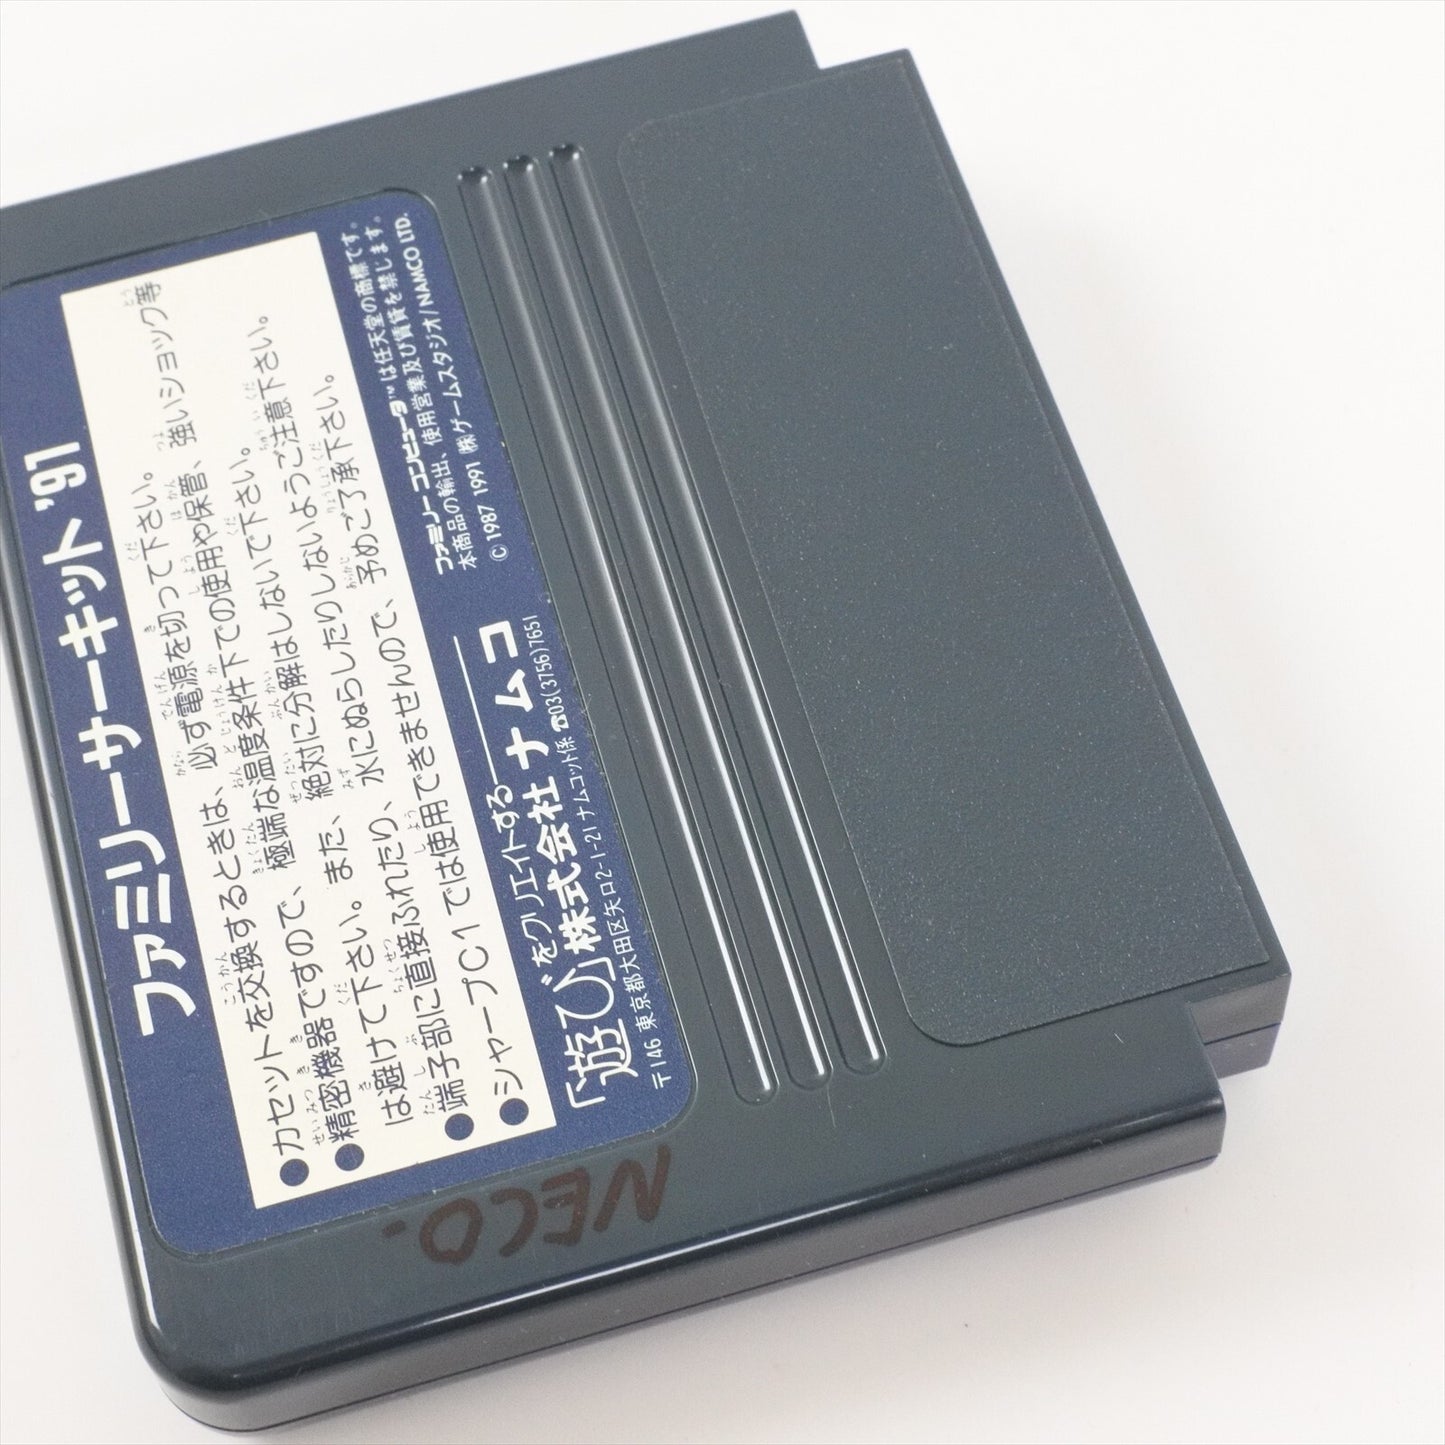 ファミリーサーキット '91
●カセットを交換するときは、必ず電源を切って下さい。
●精密機器ですので、極端な温度条件下での使用や保管、強いショック等
は避けて下さい。また、絶対に分解はしないで下さい。
●端子部に直接ふれたり、水にぬらしたりしないようご注意下さい。
●シャープC1では使用できませんので、予めご了承下さい。
「遊び」をクリエイトする
株式会社ナムコ
〒146 東京都大田区矢口2-1-21 ナムコット係 ☎03(3756)7651
ファミリーコンピュータ™は任天堂の商標です。
本商品の輸出、使用営業及び賃貸を禁じます。
© 1987 1991 ㈱ゲームスタジオ/NAMCO LTD.
NECO.